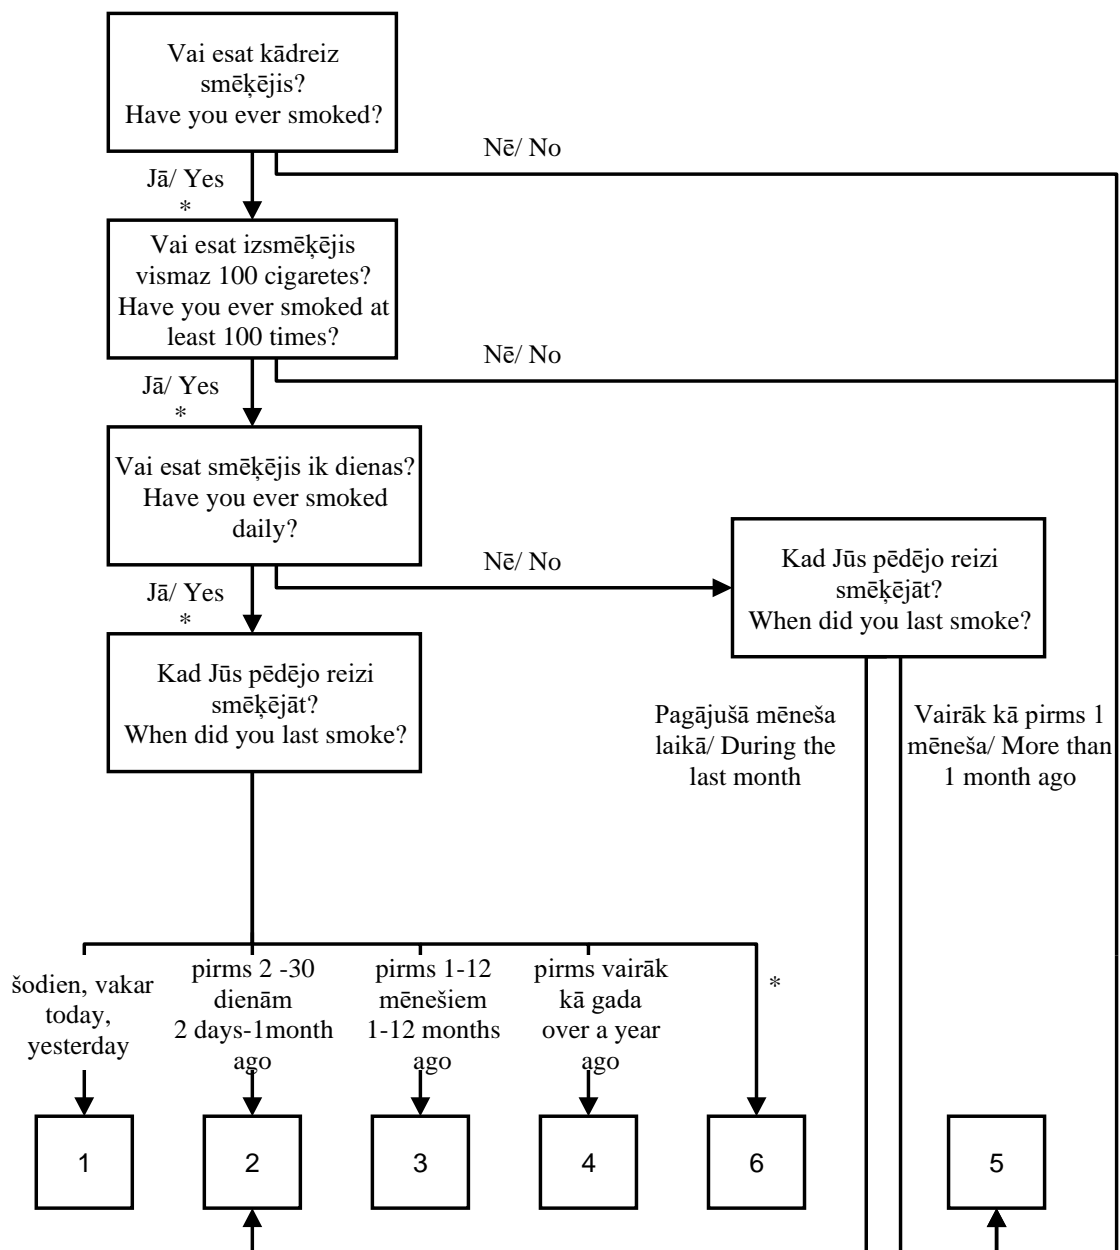 Vai esat kādreiz
smēķējis?
Have you ever smoked?
Nē/ No
Jā/ Yes
*
Vai esat izsmēķējis
vismaz 100 cigaretes?
Have you ever smoked at
least 100 times?
Nē/ No
Jā/ Yes
*
Vai esat smēķējis ik dienas?
Have you ever smoked
daily?
Nē/ No
Jā/ Yes
*
Kad Jūs pēdējo reizi
smēķējāt?
When did you last smoke?
Kad Jūs pēdējo reizi
smēķējāt?
When did you last smoke?
Pagājušā mēneša
laikā/ During the
last month
Vairāk kā pirms 1
mēneša/ More than
1 month ago
šodien, vakar
today,
yesterday
pirms 2 -30
dienām
2 days-1month
ago
pirms 1-12
mēnešiem
1-12 months
ago
pirms vairāk
kā gada
over a year
ago
*
1
2
3
4
6
5